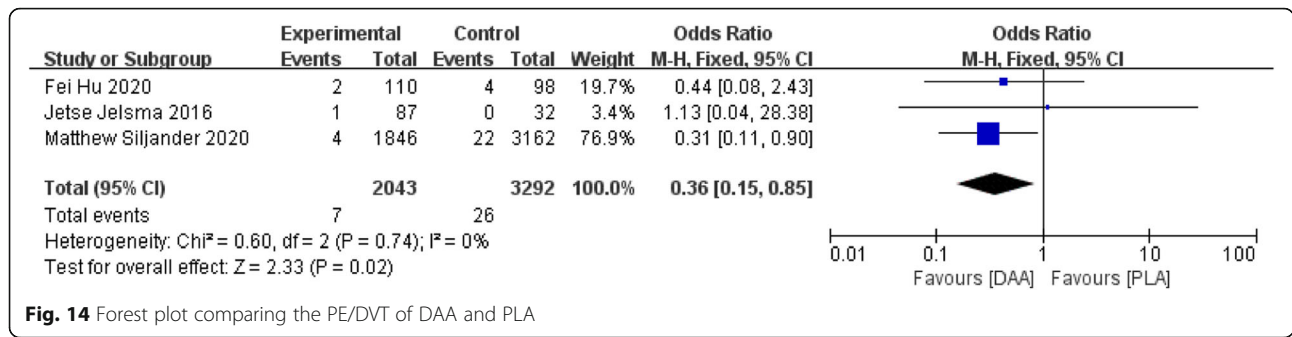 Experimental Control Odds Ratio Odds Ratio
Study or Subgroup Events Total Events Total Weight M-H, Fixed, 95% CI M-H, Fixed, 95% CI
Fei Hu 2020 2 110 4 98 19.7% 0.44 [0.08, 2.43]
Jetse Jelsma 2016 1 87 0 32 3.4% 1.13 [0.04, 28.38]
Matthew Siljander 2020 4 1846 22 3162 76.9% 0.31 [0.11, 0.90]
Total (95% CI) 2043 3292 100.0% 0.36 [0.15, 0.85]
Total events 7 26
Heterogeneity: Chi² = 0.60, df = 2 (P = 0.74); I² = 0%
Test for overall effect: Z = 2.33 (P = 0.02)
0.01 0.1 1 10 100
Favours [DAA] Favours [PLA]
Fig. 14 Forest plot comparing the PE/DVT of DAA and PLA